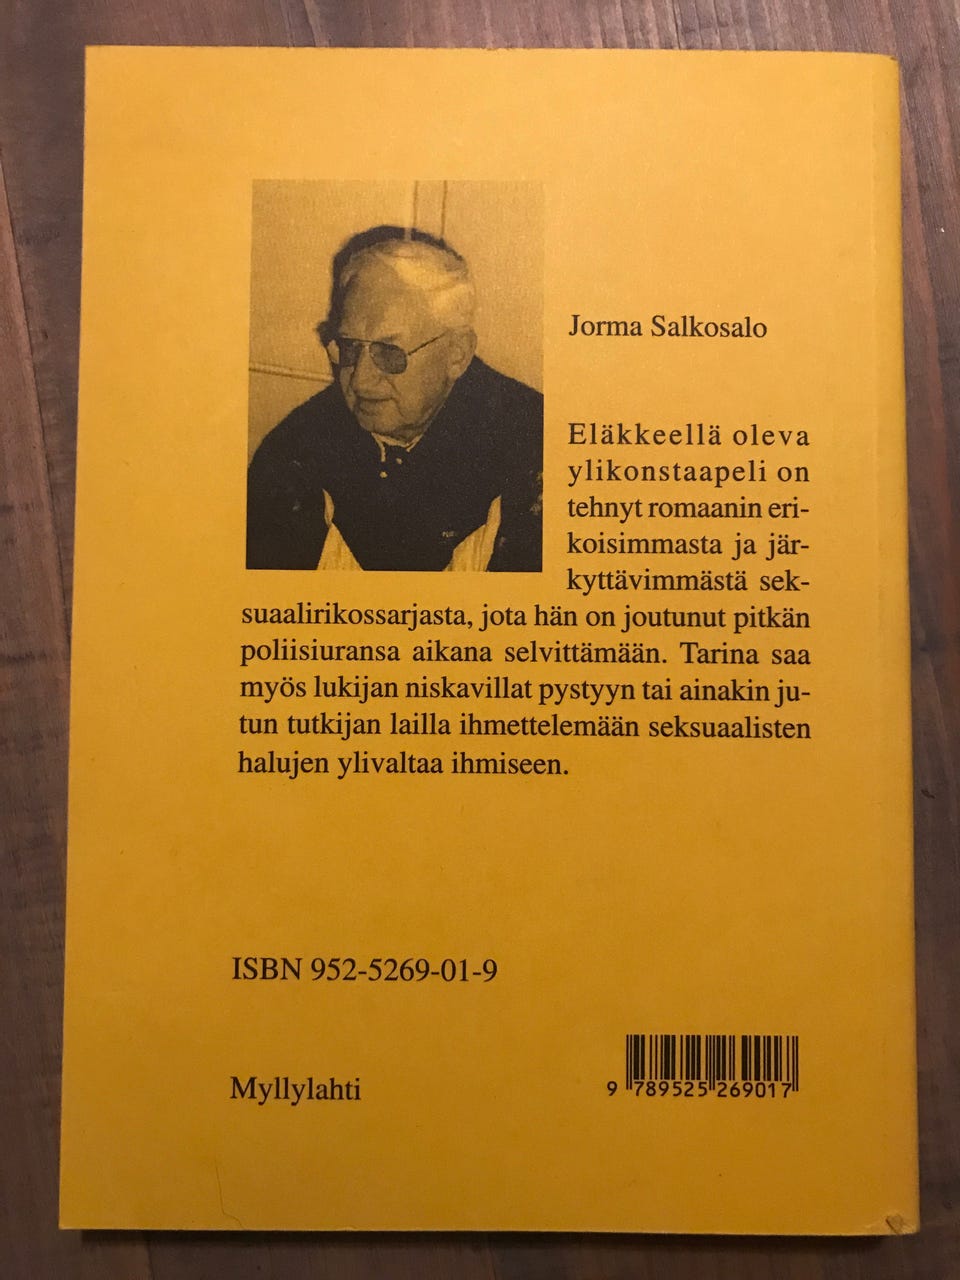 Jorma Salkosalo
Eläkkeellä oleva
ylikonstaapeli on
tehnyt romaanin eri-
koisimmasta ja jär-
kyttävimmästä sek-
suaalirikossarjasta, jota hän on joutunut pitkän
poliisiuransa aikana selvittämään. Tarina saa
myös lukijan niskavillat pystyyn tai ainakin ju-
tun tutkijan lailla ihmettelemään seksuaalisten
halujen ylivaltaa ihmiseen.
ISBN 952-5269-01-9
Myllylahti
9 789525 269017